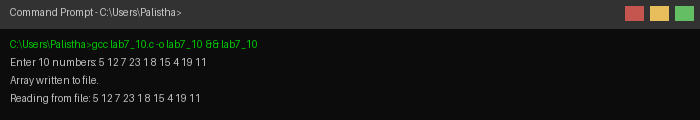 Command Prompt - C:\Users\Palistha>
C:\Users\Palistha>gcc lab7_10.c -o lab7_10 && lab7_10
Enter 10 numbers: 5 12 7 23 1 8 15 4 19 11
Array written to file.
Reading from file: 5 12 7 23 1 8 15 4 19 11